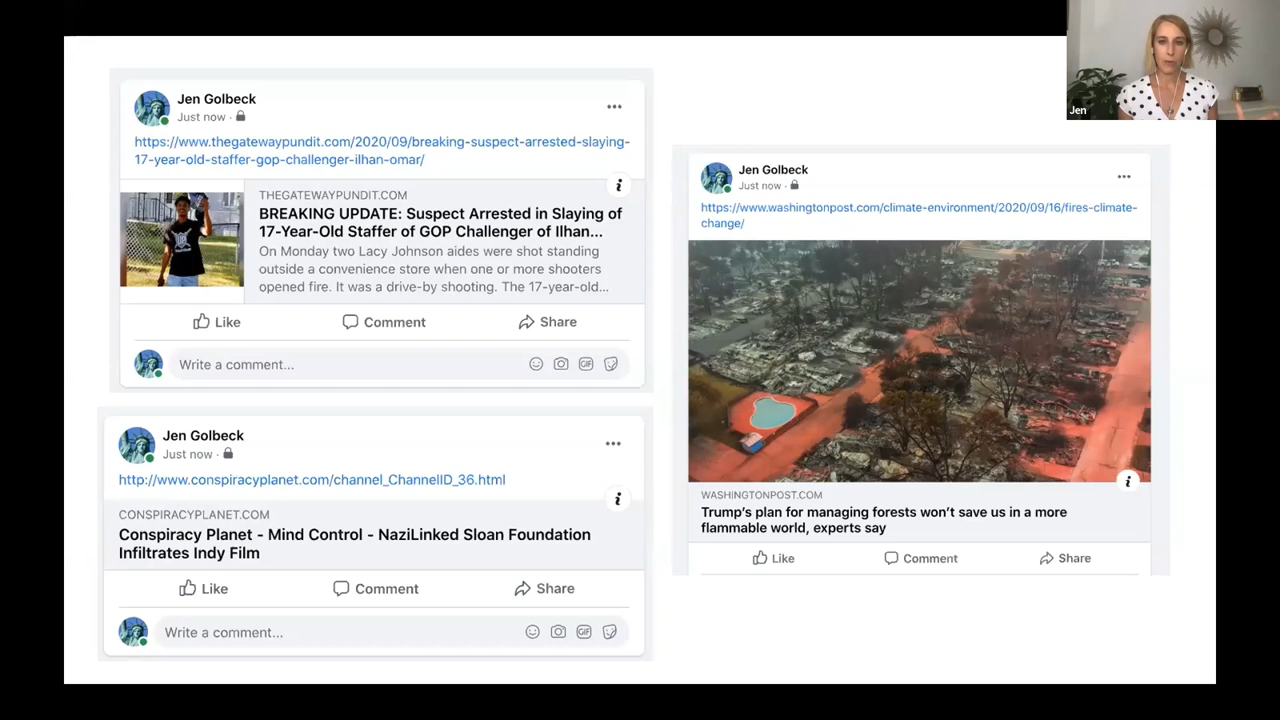 Jen Golbeck
Just now ·
https://www.thegatewaypundit.com/2020/09/breaking-suspect-arrested-slaying-
17-year-old-staffer-gop-challenger-ilhan-omar/
THEGATEWAYPUNDIT.COM
BREAKING UPDATE: Suspect Arrested in Slaying of
17-Year-Old Staffer of GOP Challenger of Ilhan...
On Monday two Lacy Johnson aides were shot standing
outside a convenience store when one or more shooters
opened fire. It was a drive-by shooting. The 17-year-old...
Like Comment Share
Write a comment...
GIF
Jen Golbeck
Just now ·
http://www.conspiracyplanet.com/channel_ChannelID_36.html
CONSPIRACYPLANET.COM
Conspiracy Planet - Mind Control - NaziLinked Sloan Foundation
Infiltrates Indy Film
Like Comment Share
Write a comment...
GIF
Jen
Jen Golbeck
Just now ·
https://www.washingtonpost.com/climate-environment/2020/09/16/fires-climate-
change/
WASHINGTONPOST.COM
Trump's plan for managing forests won't save us in a more
flammable world, experts say
Like Comment Share